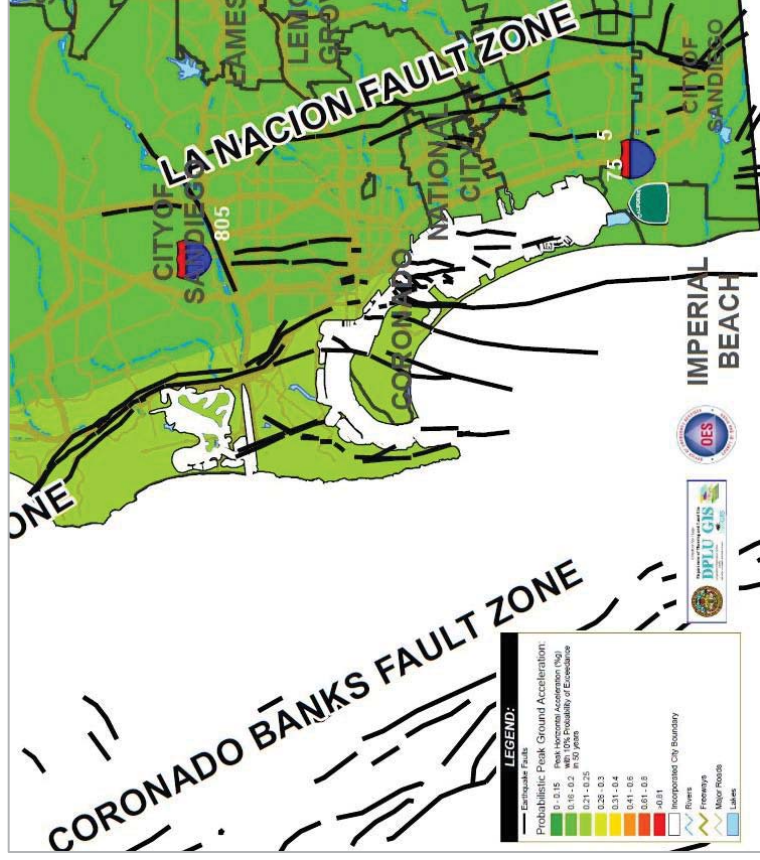 ONE
LA NACION FAULT ZONE
LEMO
GROV
CITY OF
SAN DIEGO
805
NATIONAL
CITY
CORONADO
5
75
CITY OF
SAN DIEGO
IMPERIAL
BEACH
CORONADO BANKS FAULT ZONE
OES
DPLU GIS
LEGEND:
Earthquake Faults
Probabilistic Peak Ground Acceleration:
Peak Horizontal Acceleration (%g)
with 10% Probability of Exceedance
in 50 years
0 - 0.15
0.16 - 0.2
0.21 - 0.25
0.26 - 0.3
0.31 - 0.4
0.41 - 0.6
0.61 - 0.8
>0.81
Incorporated City Boundary
Rivers
Freeways
Major Roads
Lakes